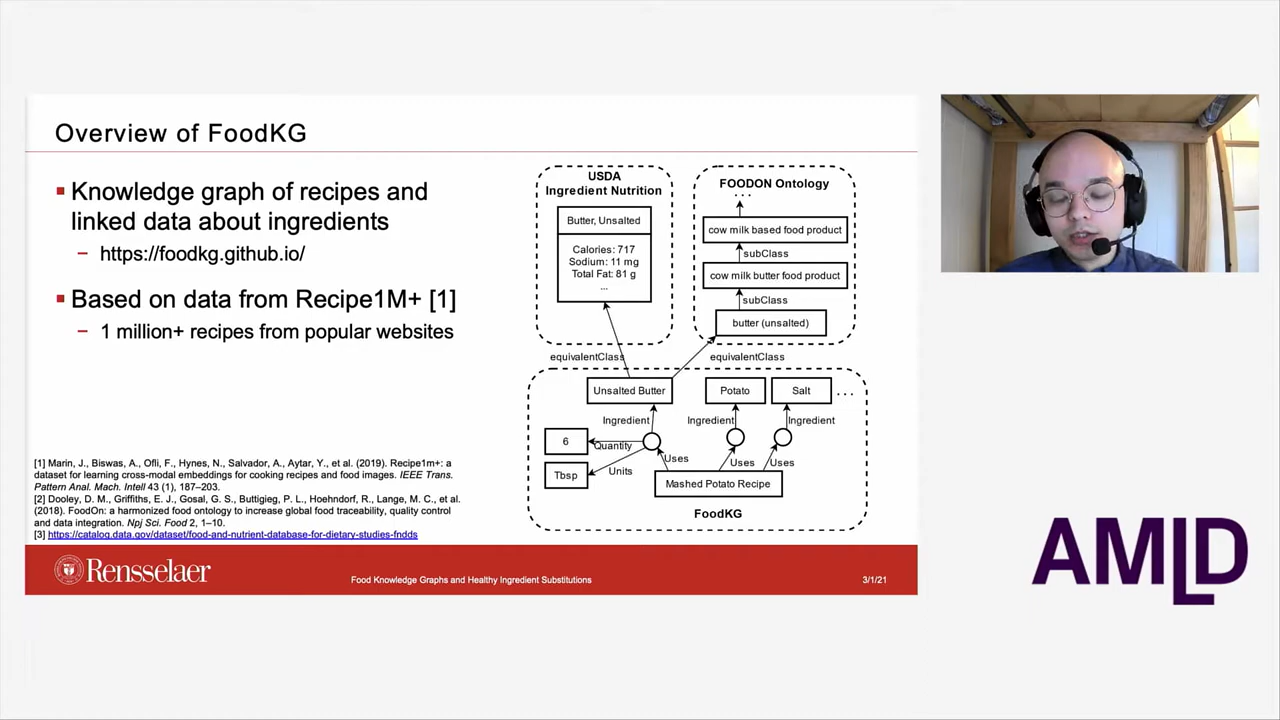 Overview of FoodKG
▪ Knowledge graph of recipes and
linked data about ingredients
– https://foodkg.github.io/
▪ Based on data from Recipe1M+ [1]
– 1 million+ recipes from popular websites
USDA
Ingredient Nutrition
Butter, Unsalted
Calories: 717
Sodium: 11 mg
Total Fat: 81 g
...
FOODON Ontology
...
cow milk based food product
subClass
cow milk butter food product
subClass
butter (unsalted)
equivalentClass
equivalentClass
Unsalted Butter
Potato
Salt
...
Ingredient
Ingredient
Ingredient
6
Quantity
Tbsp
Units
Uses
Uses
Uses
Mashed Potato Recipe
FoodKG
[1] Marin, J., Biswas, A., Ofli, F., Hynes, N., Salvador, A., Aytar, Y., et al. (2019). Recipe1m+: a
dataset for learning cross-modal embeddings for cooking recipes and food images. IEEE Trans.
Pattern Anal. Mach. Intell 43 (1), 187–203.
[2] Dooley, D. M., Griffiths, E. J., Gosal, G. S., Buttigieg, P. L., Hoehndorf, R., Lange, M. C., et al.
(2018). FoodOn: a harmonized food ontology to increase global food traceability, quality control
and data integration. Npj Sci. Food 2, 1–10.
[3] https://catalog.data.gov/dataset/food-and-nutrient-database-for-dietary-studies-fndds
Rensselaer
Food Knowledge Graphs and Healthy Ingredient Substitutions
3/1/21
AMLD